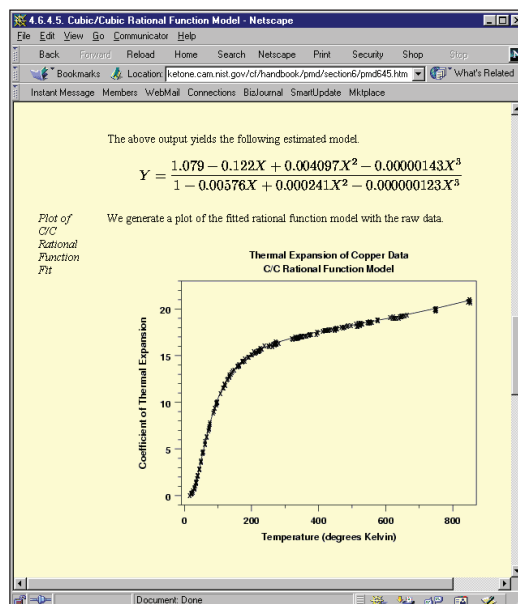 4.6.4.5. Cubic/Cubic Rational Function Model - Netscape
File Edit View Go Communicator Help
Back Forward Reload Home Search Netscape Print Security Shop Stop
Bookmarks Location: ketone.cam.nist.gov/cf/handbook/pmd/section6/pmd645.htm What's Related
Instant Message Members WebMail Connections BizJournal SmartUpdate Mktplace
The above output yields the following estimated model.
Y = (1.079 − 0.122X + 0.004097X² − 0.00000143X³) / (1 − 0.00576X + 0.000241X² − 0.000000123X³)
Plot of
C/C
Rational
Function
Fit
We generate a plot of the fitted rational function model with the raw data.
Thermal Expansion of Copper Data
C/C Rational Function Model
Coefficient of Thermal Expansion
20
15
10
5
0
0 200 400 600 800
Temperature (degrees Kelvin)
Document: Done